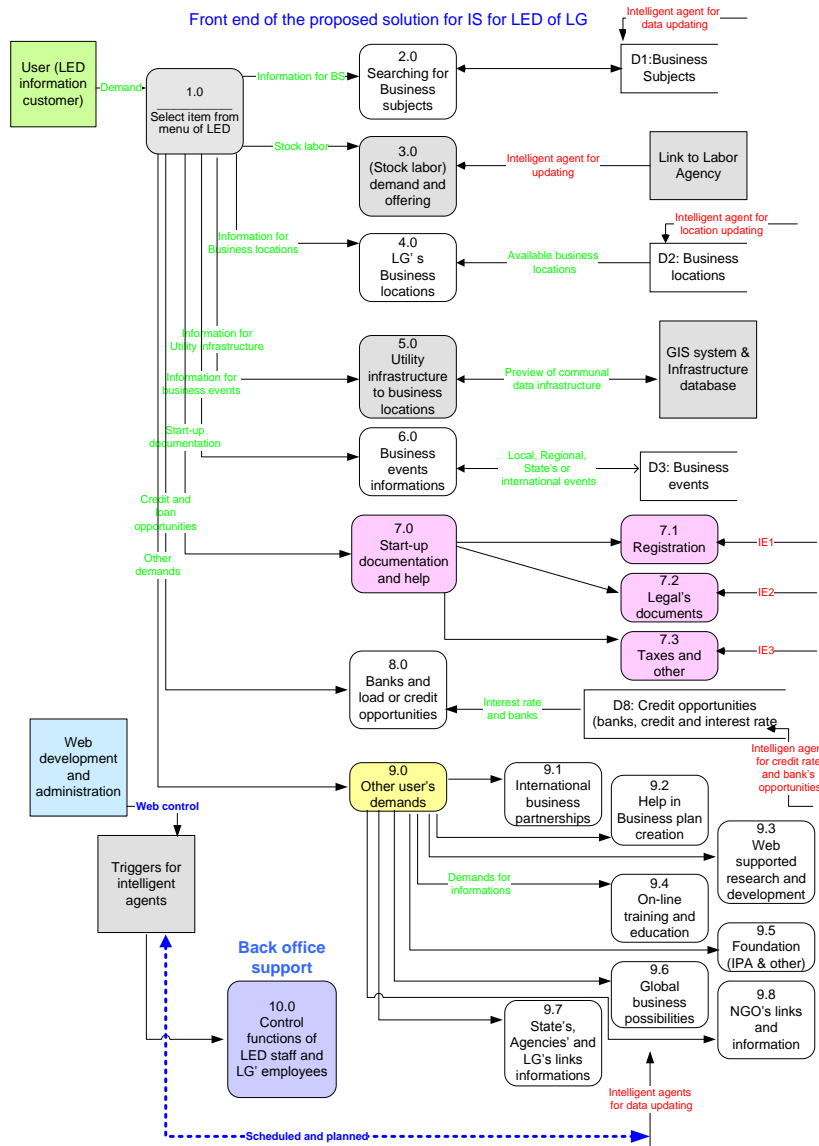 Front end of the proposed solution for IS for LED of LG
Intelligent agent for
data updating
User (LED
information
customer)
Demand
1.0
Select item from
menu of LED
Information for BS
2.0
Searching for
Business
subjects
D1:Business
Subjects
Stock labor
3.0
(Stock labor)
demand and
offering
Intelligent agent for
updating
Link to Labor
Agency
Information for
Business locations
4.0
LG' s
Business
locations
Available business
locations
Intelligent agent for
location updating
D2: Business
locations
Information for
Utility infrastructure
Information for
business events
5.0
Utility
infrastructure
to business
locations
Preview of communal
data infrastructure
GIS system &
Infrastructure
database
Start-up
documentation
6.0
Business
events
informations
Local, Regional,
State's or
international events
D3: Business
events
Credit and
loan
opportunities
Other
demands
7.0
Start-up
documentation
and help
7.1
Registration
IE1
7.2
Legal's
documents
IE2
7.3
Taxes and
other
IE3
8.0
Banks and
load or credit
opportunities
Interest rate
and banks
D8: Credit opportunities
(banks, credit and interest rate
Intelligen agent
for credit rate
and bank's
opportunities
Web
development
and
administration
Web control
9.0
Other user's
demands
9.1
International
business
partnerships
9.2
Help in
Business plan
creation
9.3
Web
supported
research and
development
Triggers for
intelligent
agents
Demands for
informations
9.4
On-line
training and
education
9.5
Foundation
(IPA & other)
Back office
support
9.6
Global
business
possibilities
10.0
Control
functions of
LED staff and
LG' employees
9.7
State's,
Agencies' and
LG's links
informations
9.8
NGO's links
and
information
Intelligent agents
for data updating
Scheduled and planned